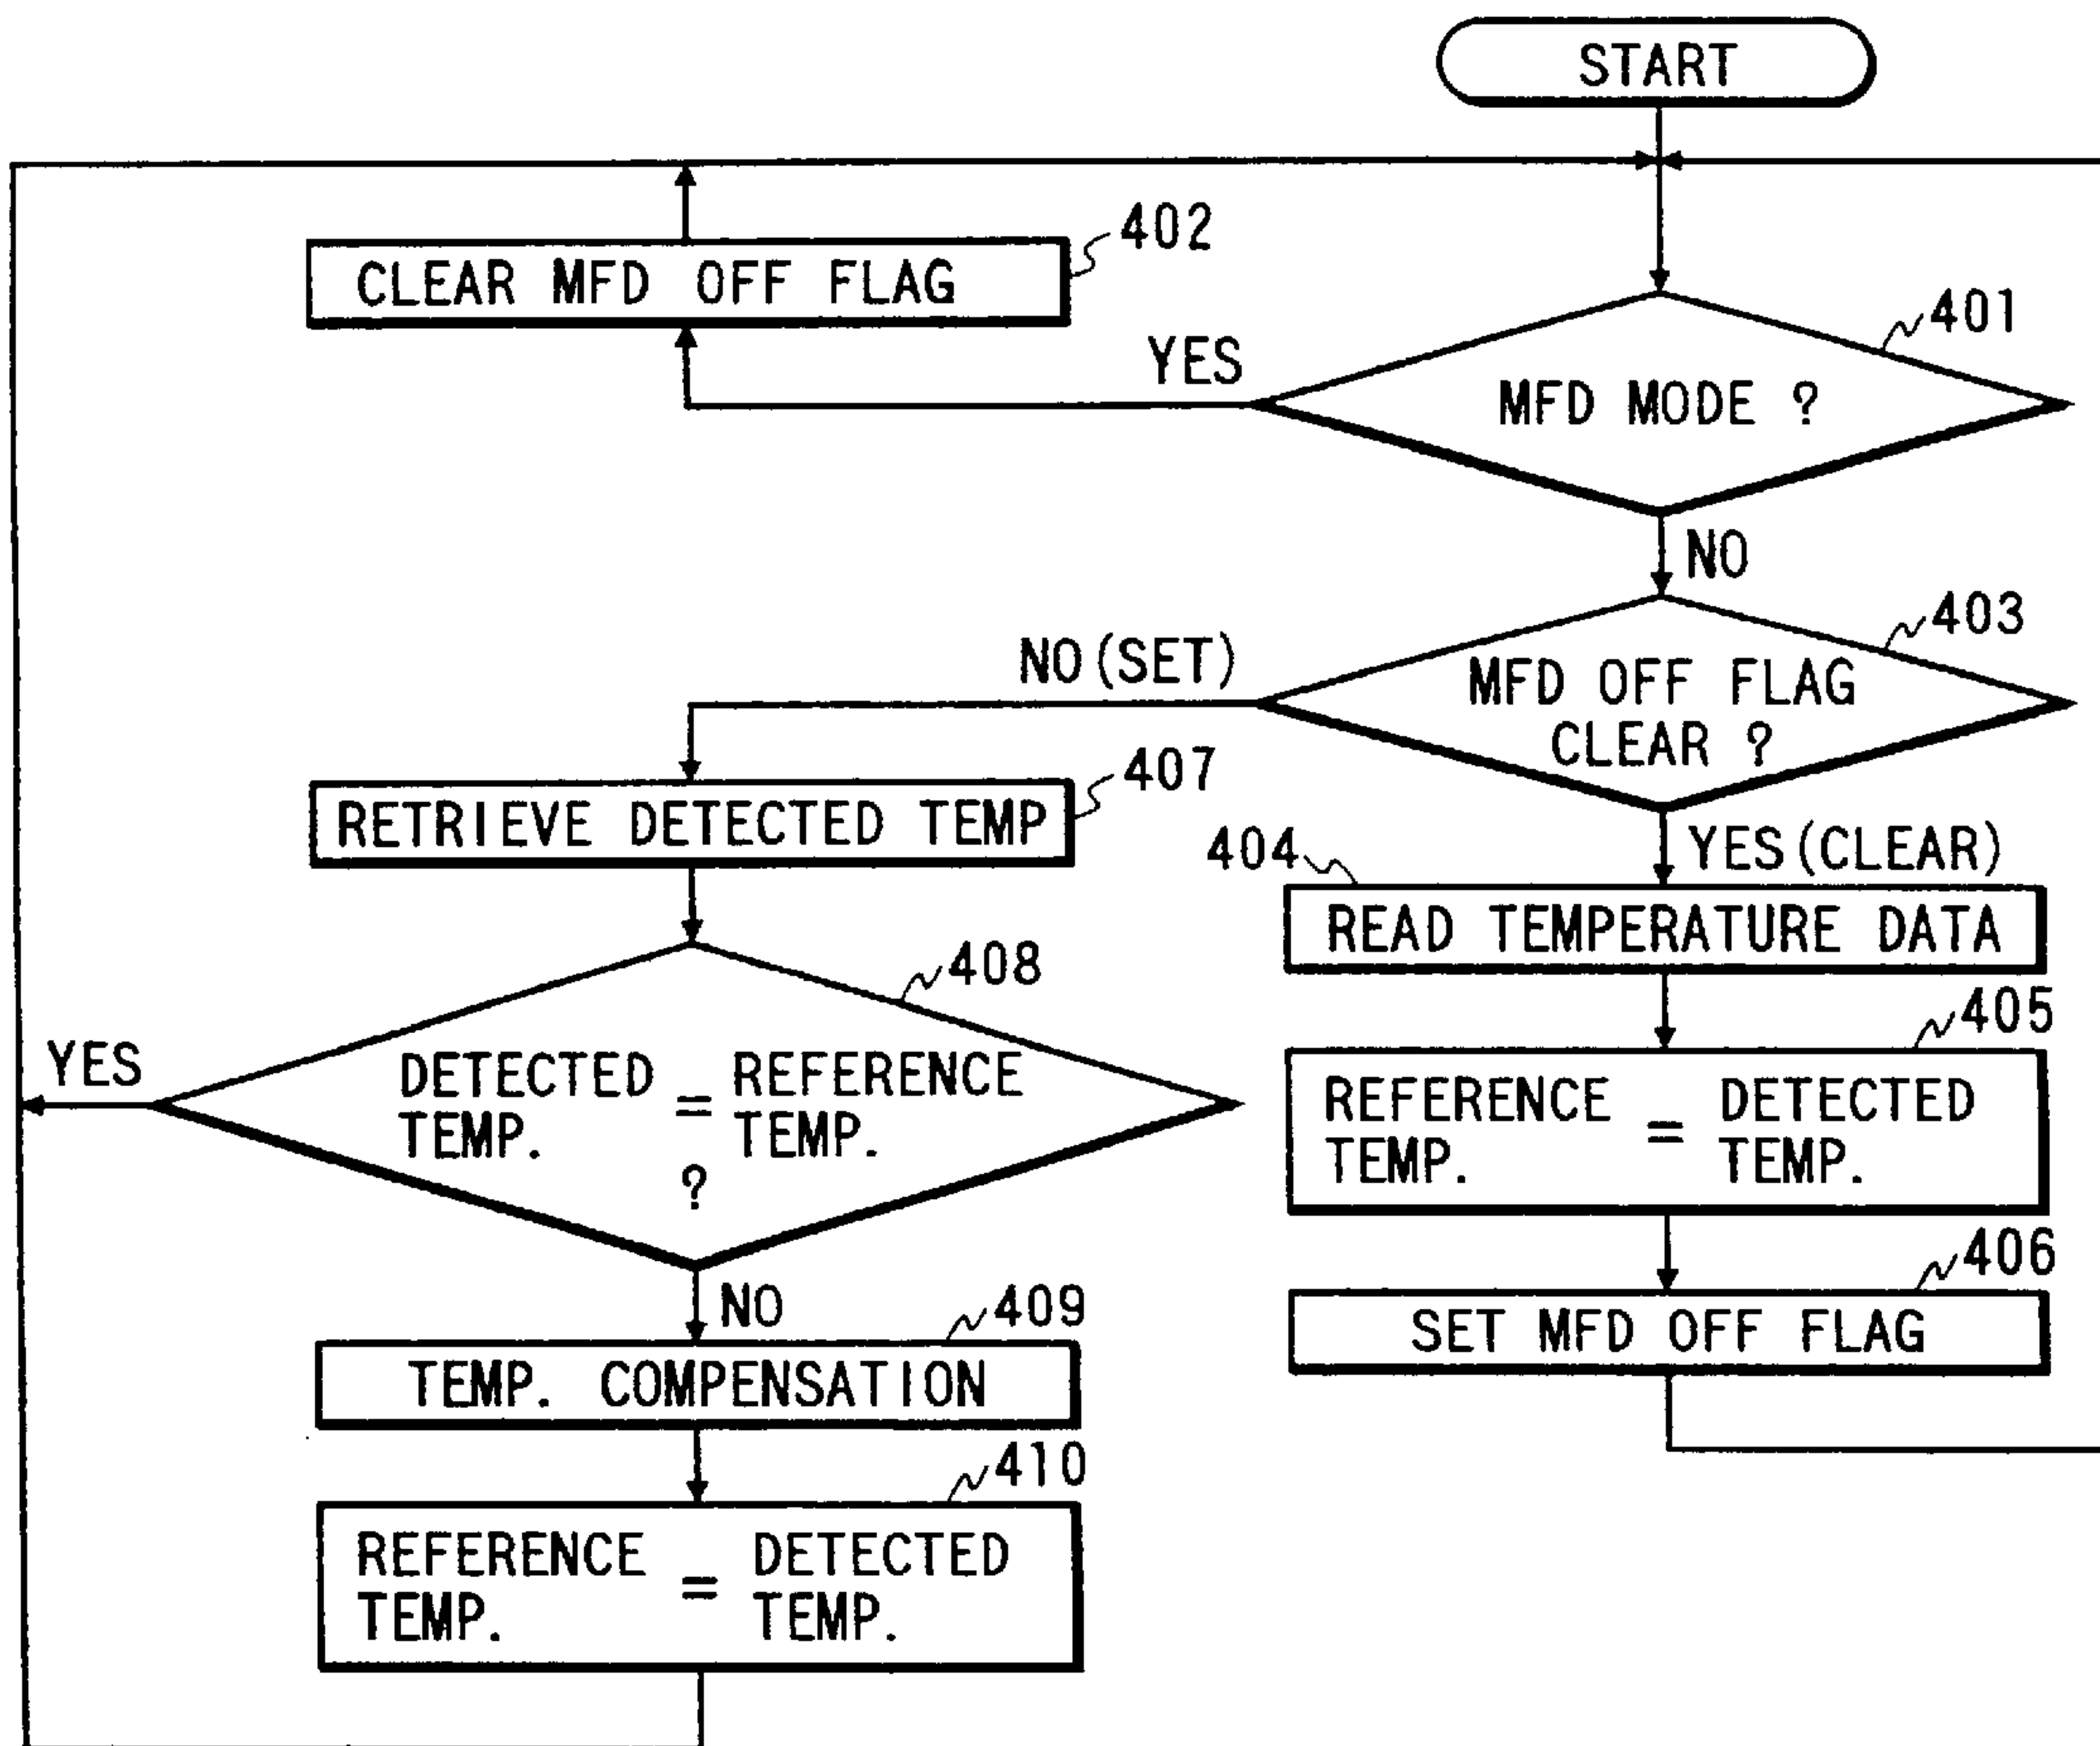 START
402
CLEAR MFD OFF FLAG
401
YES
MFD MODE ?
NO
403
NO(SET)
MFD OFF FLAG
CLEAR ?
407
RETRIEVE DETECTED TEMP
YES(CLEAR)
404
READ TEMPERATURE DATA
408
405
YES
DETECTED TEMP. = REFERENCE TEMP.
?
REFERENCE TEMP. = DETECTED TEMP.
406
SET MFD OFF FLAG
NO
409
TEMP. COMPENSATION
410
REFERENCE TEMP. = DETECTED TEMP.